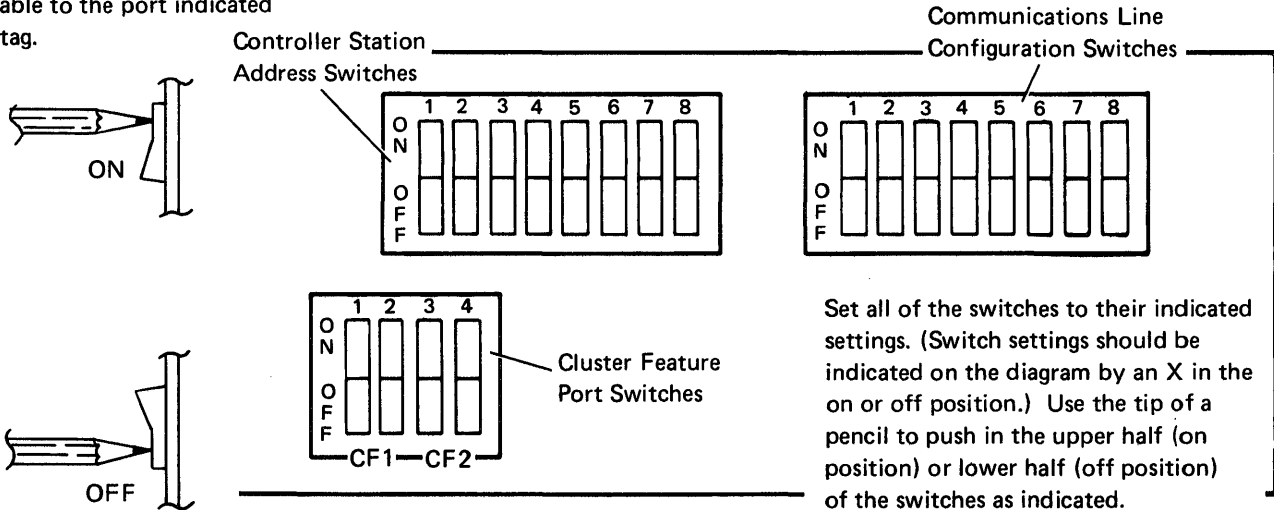 able to the port indicated
tag.
Controller Station
Address Switches
Communications Line
Configuration Switches
ON
1 2 3 4 5 6 7 8
ON
OFF
1 2 3 4 5 6 7 8
ON
OFF
1 2 3 4
ON
OFF
CF1 CF2
Cluster Feature
Port Switches
OFF
Set all of the switches to their indicated
settings. (Switch settings should be
indicated on the diagram by an X in the
on or off position.) Use the tip of a
pencil to push in the upper half (on
position) or lower half (off position)
of the switches as indicated.